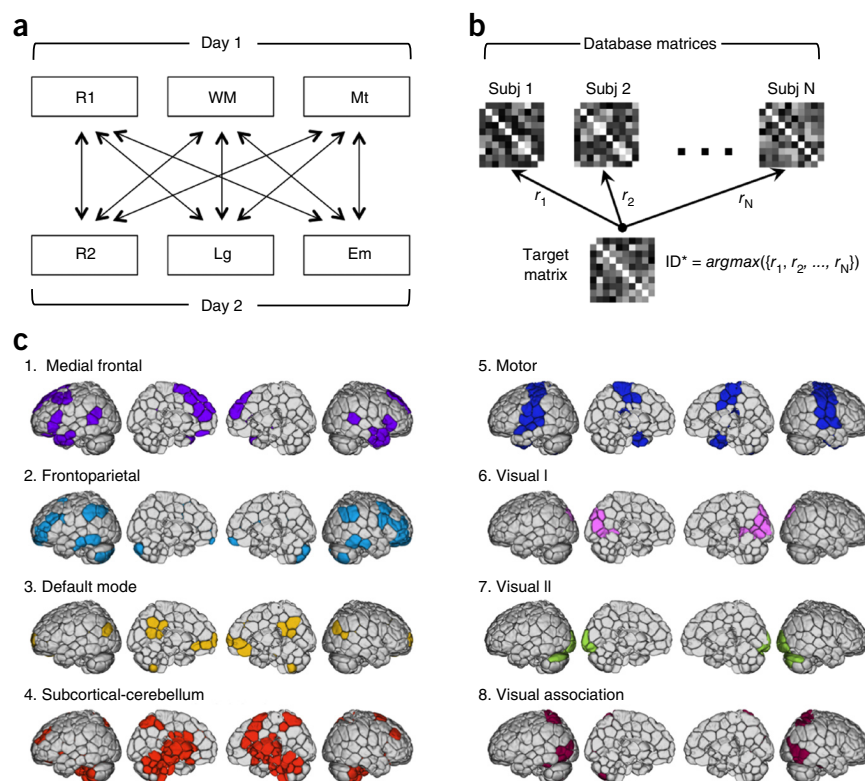 a
Day 1
R1 WM Mt
R2 Lg Em
Day 2
b
Database matrices
Subj 1 Subj 2 Subj N
r1 r2 rN
Target matrix
ID* = argmax({r1, r2, ..., rN})
c
1. Medial frontal
2. Frontoparietal
3. Default mode
4. Subcortical-cerebellum
5. Motor
6. Visual I
7. Visual II
8. Visual association